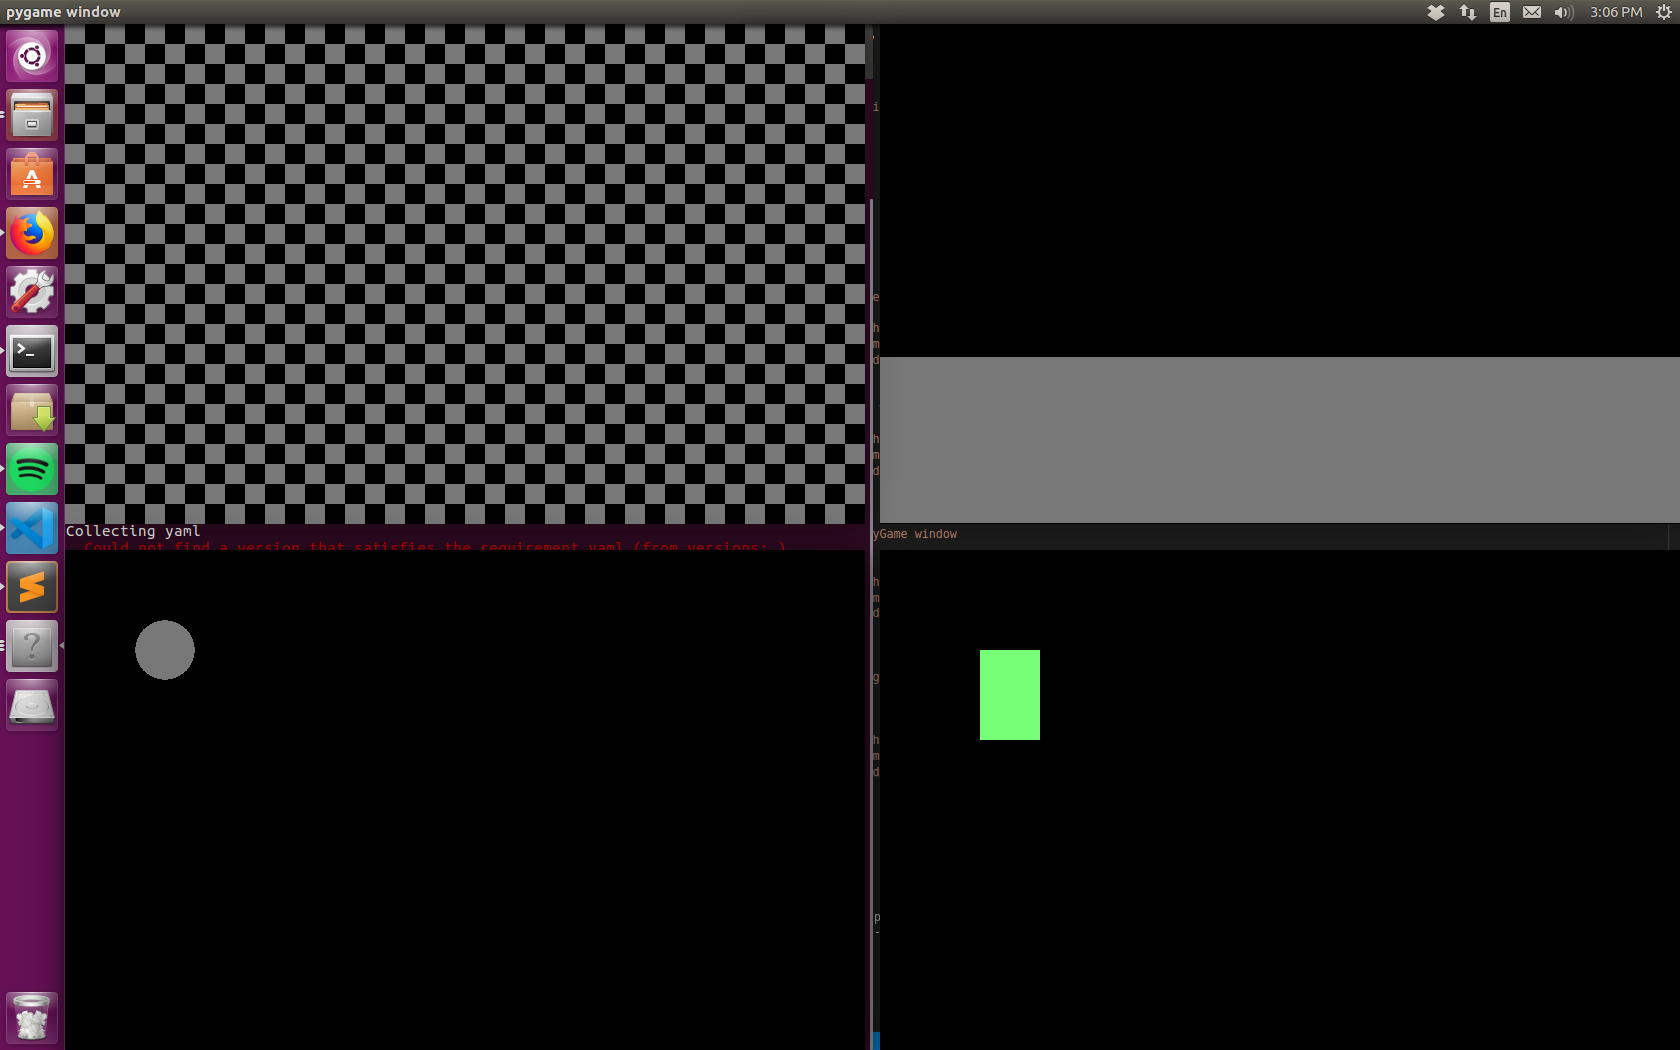 pygame window
En
3:06 PM
i
e
h
m
d
h
m
d
Collecting yaml
Could not find a version that satisfies the requirement yaml (from versions: )
yGame window
h
m
d
g
h
m
d
p
-